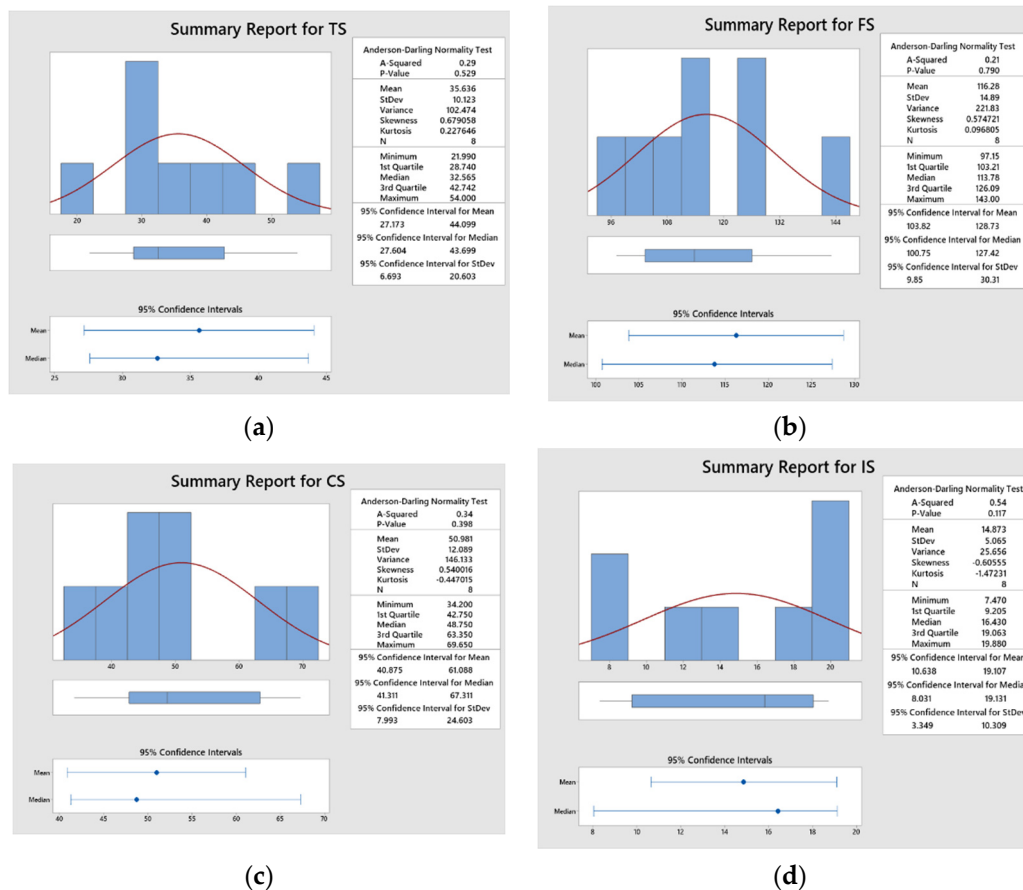 Summary Report for TS
Anderson-Darling Normality Test
A-Squared 0.29
P-Value 0.529
Mean 35.636
StDev 10.123
Variance 102.474
Skewness 0.679058
Kurtosis 0.227646
N 8
Minimum 21.990
1st Quartile 28.740
Median 32.565
3rd Quartile 42.742
Maximum 54.000
95% Confidence Interval for Mean
27.173 44.099
95% Confidence Interval for Median
27.604 43.699
95% Confidence Interval for StDev
6.693 20.603
20 30 40 50
95% Confidence Intervals
Mean
Median
25 30 35 40 45
(a)
Summary Report for FS
Anderson-Darling Normality Test
A-Squared 0.21
P-Value 0.790
Mean 116.28
StDev 14.89
Variance 221.83
Skewness 0.574721
Kurtosis 0.096805
N 8
Minimum 97.15
1st Quartile 103.21
Median 113.78
3rd Quartile 126.09
Maximum 143.00
95% Confidence Interval for Mean
103.82 128.73
95% Confidence Interval for Median
100.75 127.42
95% Confidence Interval for StDev
9.85 30.31
96 108 120 132 144
95% Confidence Intervals
Mean
Median
100 105 110 115 120 125 130
(b)
Summary Report for CS
Anderson-Darling Normality Test
A-Squared 0.34
P-Value 0.398
Mean 50.981
StDev 12.089
Variance 146.133
Skewness 0.540016
Kurtosis -0.447015
N 8
Minimum 34.200
1st Quartile 42.750
Median 48.750
3rd Quartile 63.350
Maximum 69.650
95% Confidence Interval for Mean
40.875 61.088
95% Confidence Interval for Median
41.311 67.311
95% Confidence Interval for StDev
7.993 24.603
40 50 60 70
95% Confidence Intervals
Mean
Median
40 45 50 55 60 65 70
(c)
Summary Report for IS
Anderson-Darling Normality Test
A-Squared 0.54
P-Value 0.117
Mean 14.873
StDev 5.065
Variance 25.656
Skewness -0.60555
Kurtosis -1.47231
N 8
Minimum 7.470
1st Quartile 9.205
Median 16.430
3rd Quartile 19.063
Maximum 19.880
95% Confidence Interval for Mean
10.638 19.107
95% Confidence Interval for Median
8.031 19.131
95% Confidence Interval for StDev
3.349 10.309
8 10 12 14 16 18 20
95% Confidence Intervals
Mean
Median
8 10 12 14 16 18 20
(d)